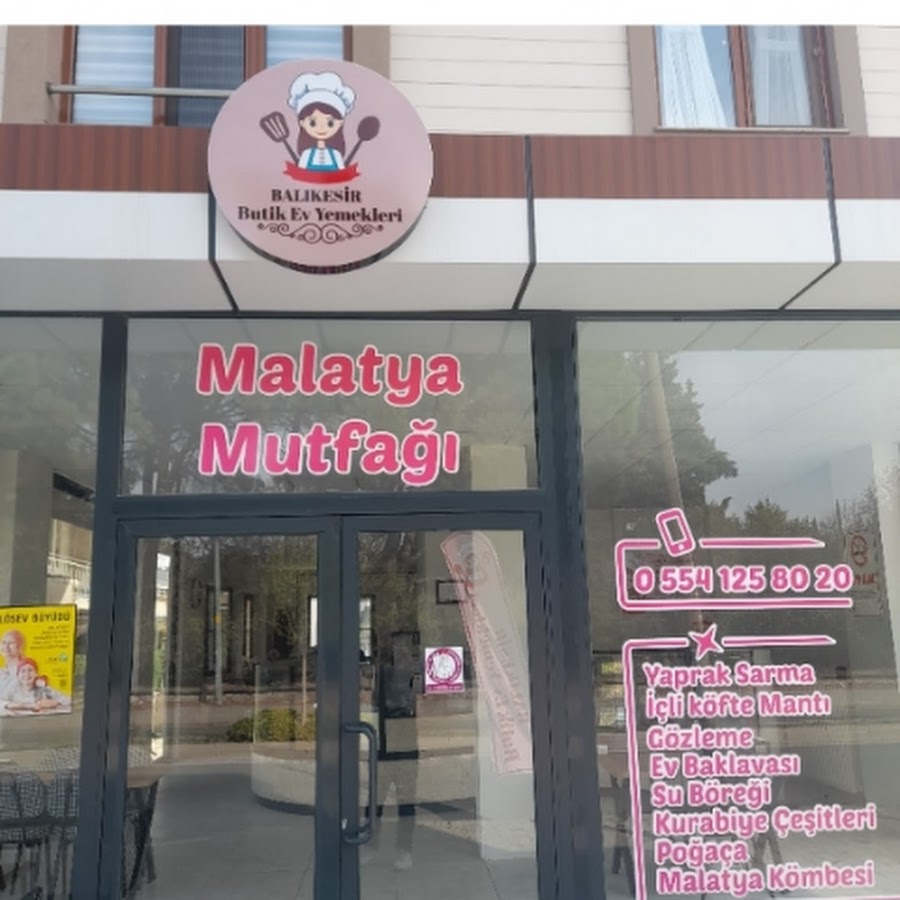 BALIKESİR
Butik Ev Yemekleri
Malatya
Mutfağı
0 554 125 80 20
Yaprak Sarma
İçli köfte Mantı
Gözleme
Ev Baklavası
Su Böreği
Kurabiye Çeşitleri
Poğaça
Malatya Kömbesi
LÖSEV BÜYÜDÜ